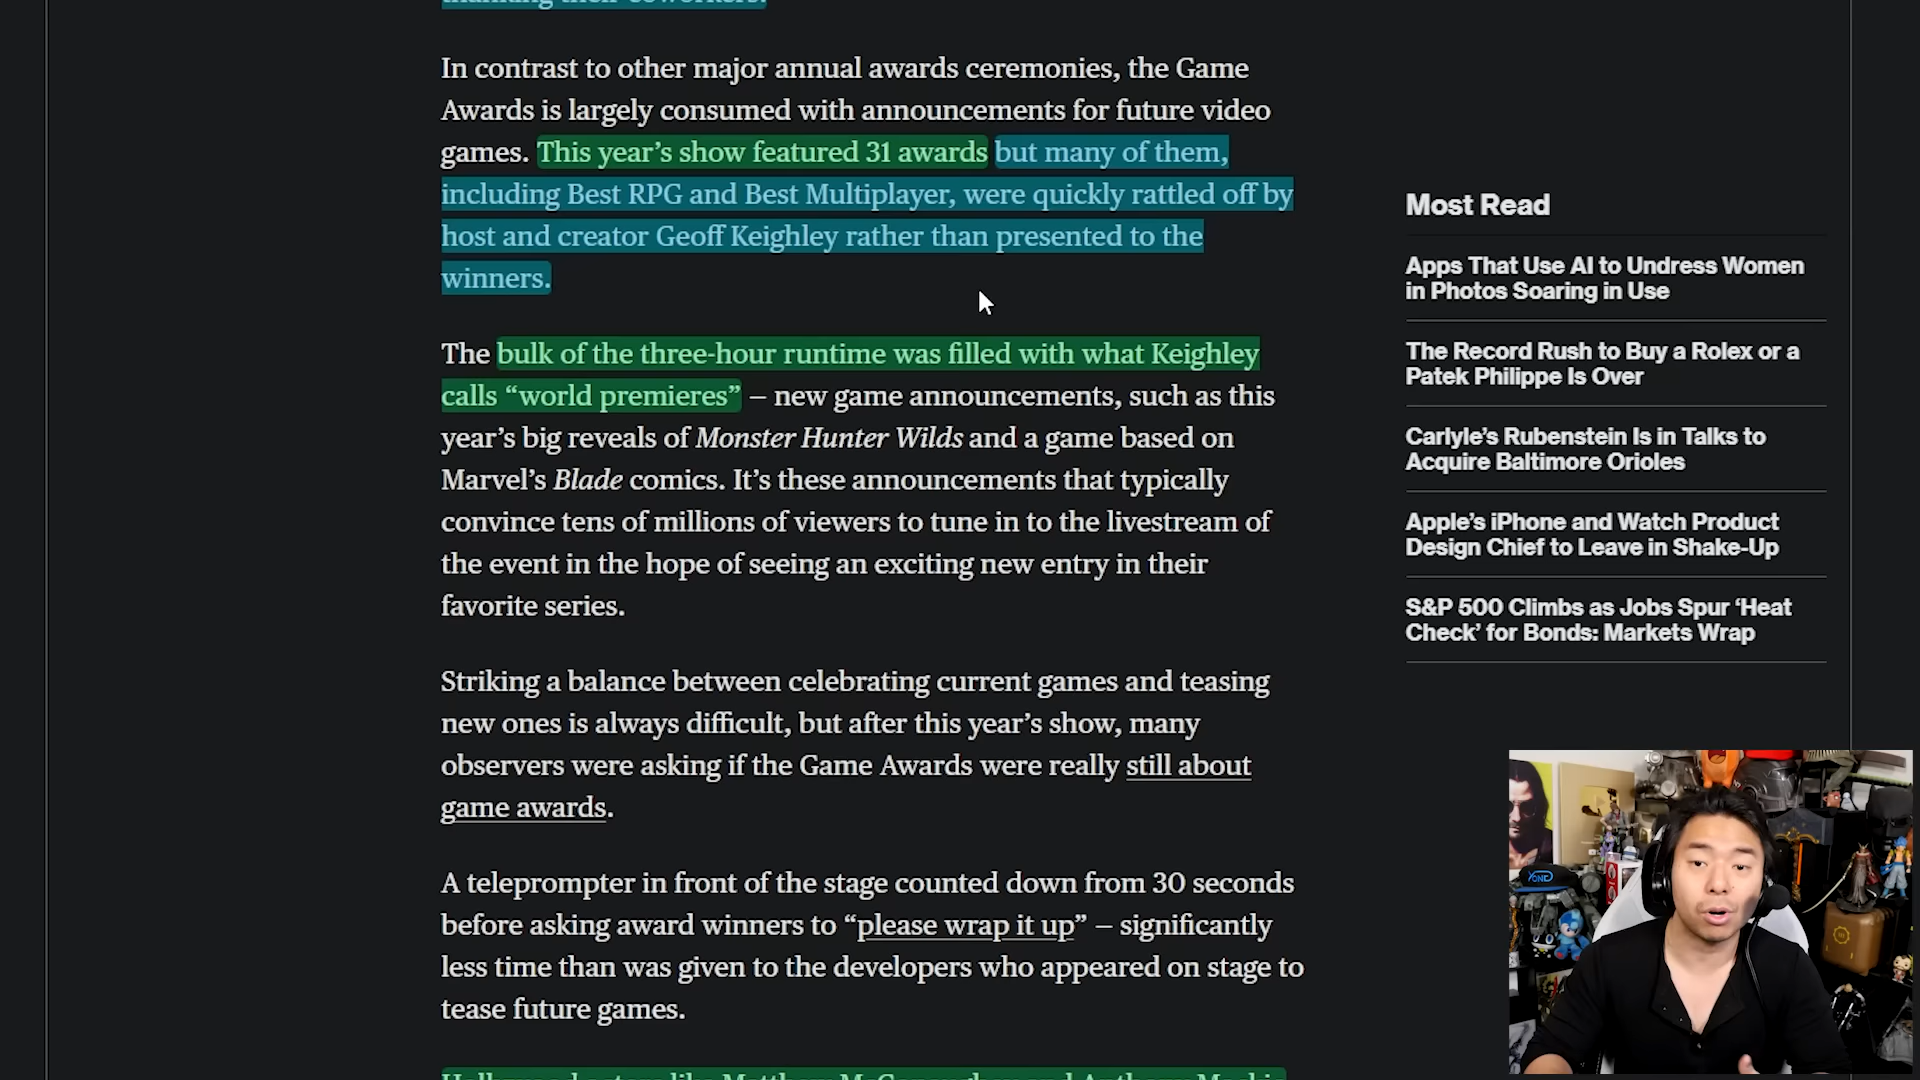 thanking their coworkers.
In contrast to other major annual awards ceremonies, the Game
Awards is largely consumed with announcements for future video
games. This year’s show featured 31 awards but many of them,
including Best RPG and Best Multiplayer, were quickly rattled off by
host and creator Geoff Keighley rather than presented to the
winners.
The bulk of the three-hour runtime was filled with what Keighley
calls “world premieres” – new game announcements, such as this
year’s big reveals of Monster Hunter Wilds and a game based on
Marvel’s Blade comics. It’s these announcements that typically
convince tens of millions of viewers to tune in to the livestream of
the event in the hope of seeing an exciting new entry in their
favorite series.
Striking a balance between celebrating current games and teasing
new ones is always difficult, but after this year’s show, many
observers were asking if the Game Awards were really still about
game awards.
A teleprompter in front of the stage counted down from 30 seconds
before asking award winners to “please wrap it up” – significantly
less time than was given to the developers who appeared on stage to
tease future games.
Hollywood actors like Matthew McConaughey and Anthony Mackie
Most Read
Apps That Use AI to Undress Women
in Photos Soaring in Use
The Record Rush to Buy a Rolex or a
Patek Philippe Is Over
Carlyle’s Rubenstein Is in Talks to
Acquire Baltimore Orioles
Apple’s iPhone and Watch Product
Design Chief to Leave in Shake-Up
S&P 500 Climbs as Jobs Spur ‘Heat
Check’ for Bonds: Markets Wrap